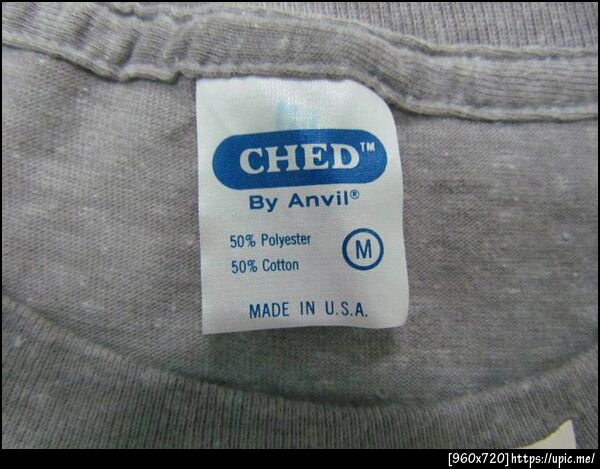 CHED™
By Anvil®
50% Polyester
50% Cotton
M
MADE IN U.S.A.
[960x720]https://upic.me/